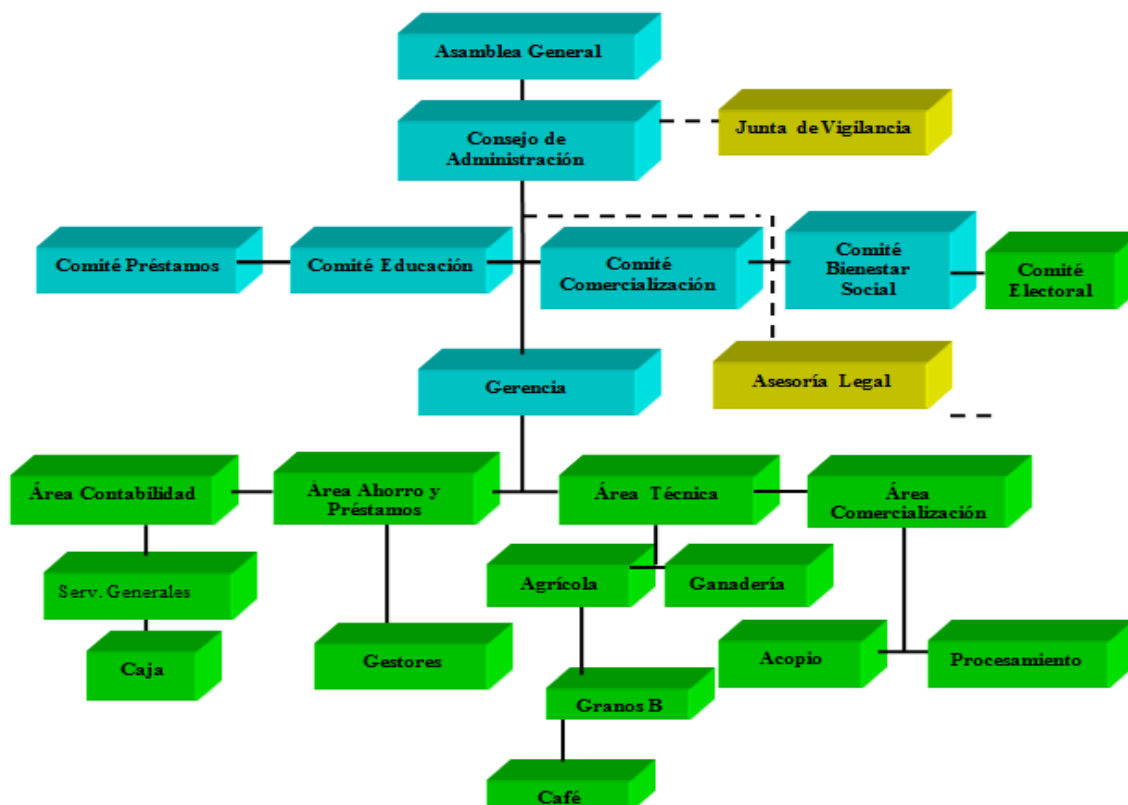 Asamblea General
Consejo de
Administración
Junta de Vigilancia
Comité Préstamos
Comité Educación
Comité
Comercialización
Comité
Bienestar
Social
Comité
Electoral
Gerencia
Asesoría Legal
Área Contabilidad
Área Ahorro y
Préstamos
Área Técnica
Área
Comercialización
Serv. Generales
Agrícola
Ganadería
Caja
Gestores
Acopio
Procesamiento
Granos B
Café